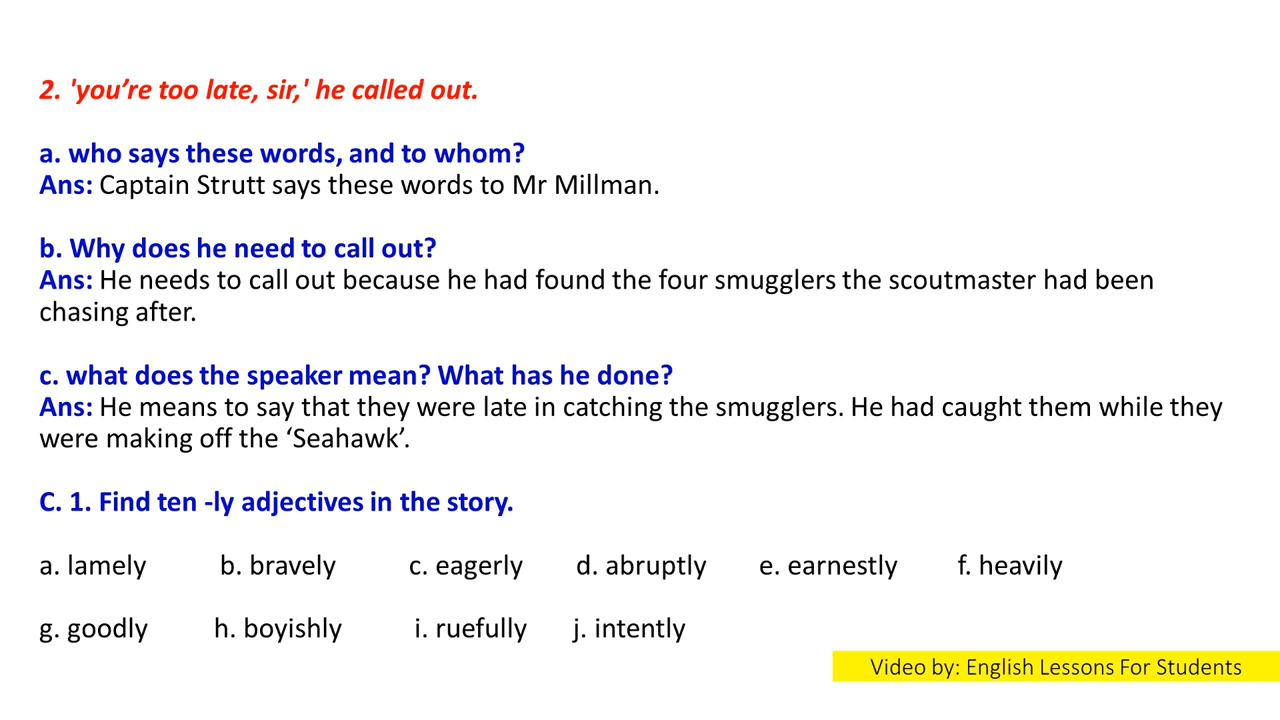 2. 'you’re too late, sir,' he called out.
a. who says these words, and to whom?
Ans: Captain Strutt says these words to Mr Millman.
b. Why does he need to call out?
Ans: He needs to call out because he had found the four smugglers the scoutmaster had been
chasing after.
c. what does the speaker mean? What has he done?
Ans: He means to say that they were late in catching the smugglers. He had caught them while they
were making off the ‘Seahawk’.
C. 1. Find ten -ly adjectives in the story.
a. lamely b. bravely c. eagerly d. abruptly e. earnestly f. heavily
g. goodly h. boyishly i. ruefully j. intently
Video by: English Lessons For Students